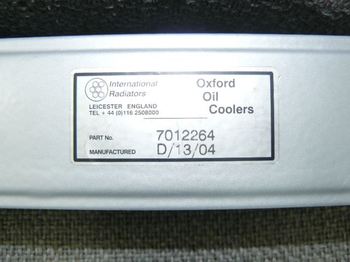 International
Radiators
LEICESTER ENGLAND
TEL + 44 (0)116 2508000
Oxford
Oil
Coolers
PART No. 7012264
MANUFACTURED D/13/04